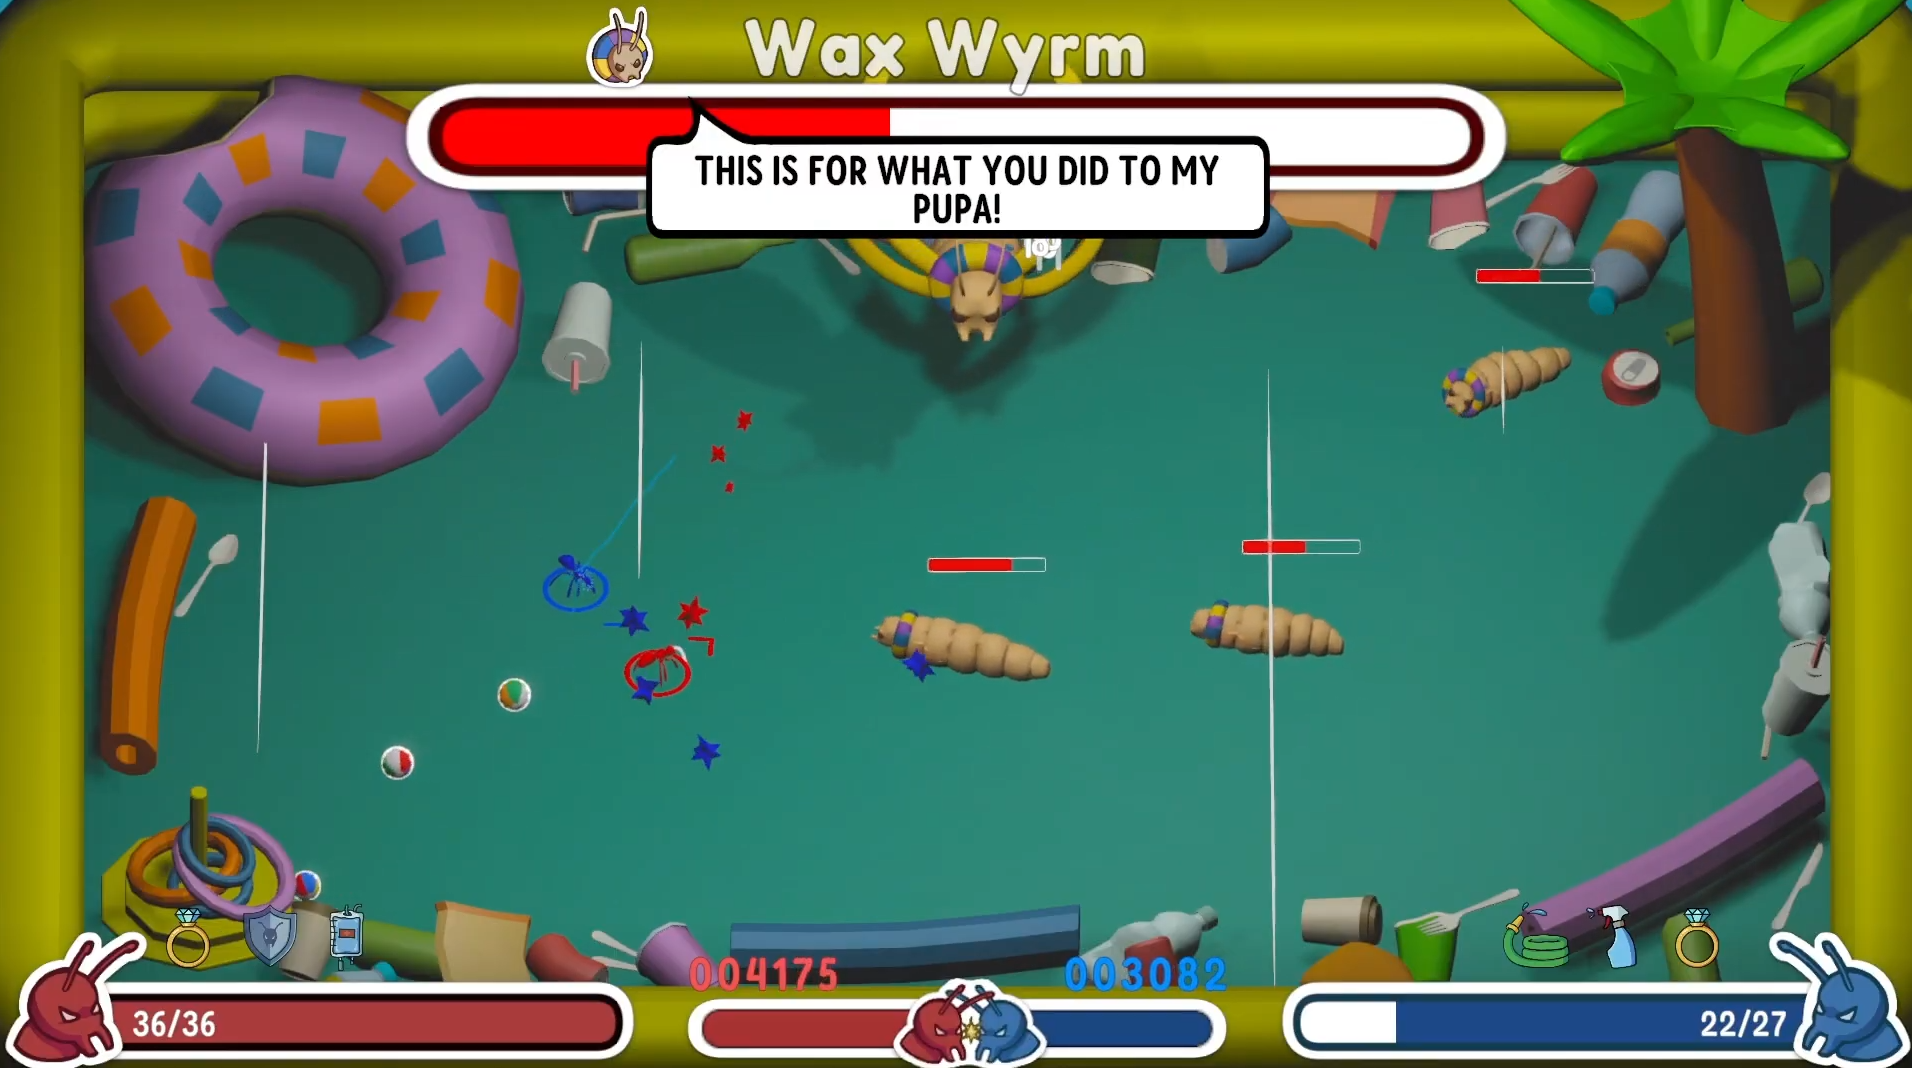 Wax Wyrm
THIS IS FOR WHAT YOU DID TO MY
PUPA!
004175
003082
36/36
22/27